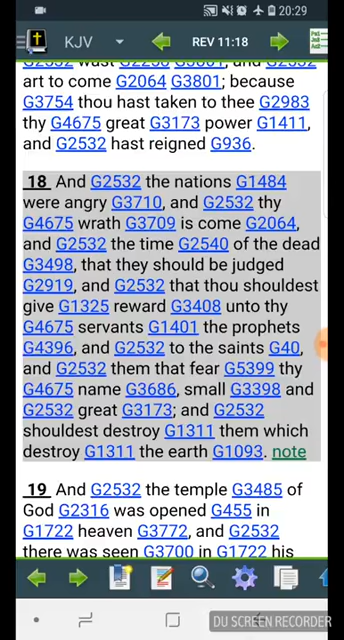 20:29
KJV REV 11:18
art to come G2064 G3801; because
G3754 thou hast taken to thee G2983
thy G4675 great G3173 power G1411,
and G2532 hast reigned G936.
18 And G2532 the nations G1484
were angry G3710, and G2532 thy
G4675 wrath G3709 is come G2064,
and G2532 the time G2540 of the dead
G3498, that they should be judged
G2919, and G2532 that thou shouldest
give G1325 reward G3408 unto thy
G4675 servants G1401 the prophets
G4396, and G2532 to the saints G40,
and G2532 them that fear G5399 thy
G4675 name G3686, small G3398 and
G2532 great G3173; and G2532
shouldest destroy G1311 them which
destroy G1311 the earth G1093. note
19 And G2532 the temple G3485 of
God G2316 was opened G455 in
G1722 heaven G3772, and G2532
there was seen G3700 in G1722 his
DU SCREEN RECORDER